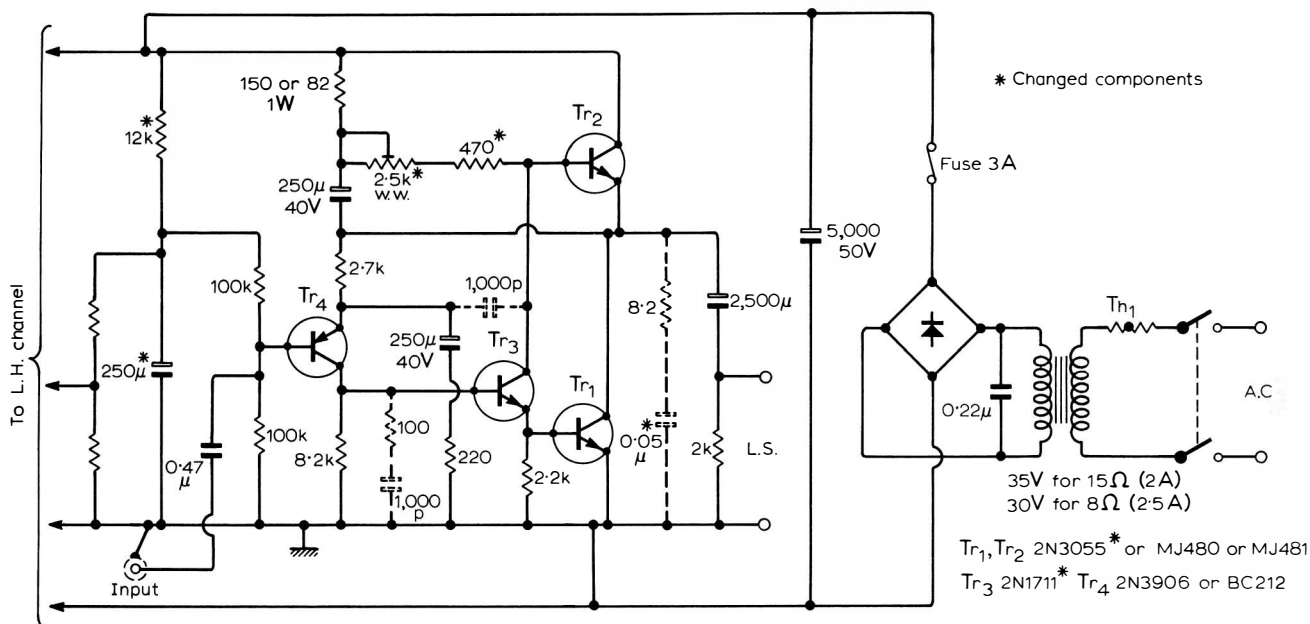 * Changed components
150 or 82
1W
Tr2
*
12k
470*
2·5k*
w.w.
Fuse 3A
250μ
40V
5,000
50V
To L.H. channel
100k
2·7k
1,000p
8·2
2,500μ
Th1
Tr4
250μ
40V
Tr3
250μ*
Tr1
A.C
0·22μ
100k
100
*
0·05
μ
L.S.
0·47
μ
8·2k
220
2k
2·2k
1,000
p
35V for 15Ω (2A)
30V for 8Ω (2·5A)
Input
Tr1,Tr2 2N3055* or MJ480 or MJ481
Tr3 2N1711* Tr4 2N3906 or BC212